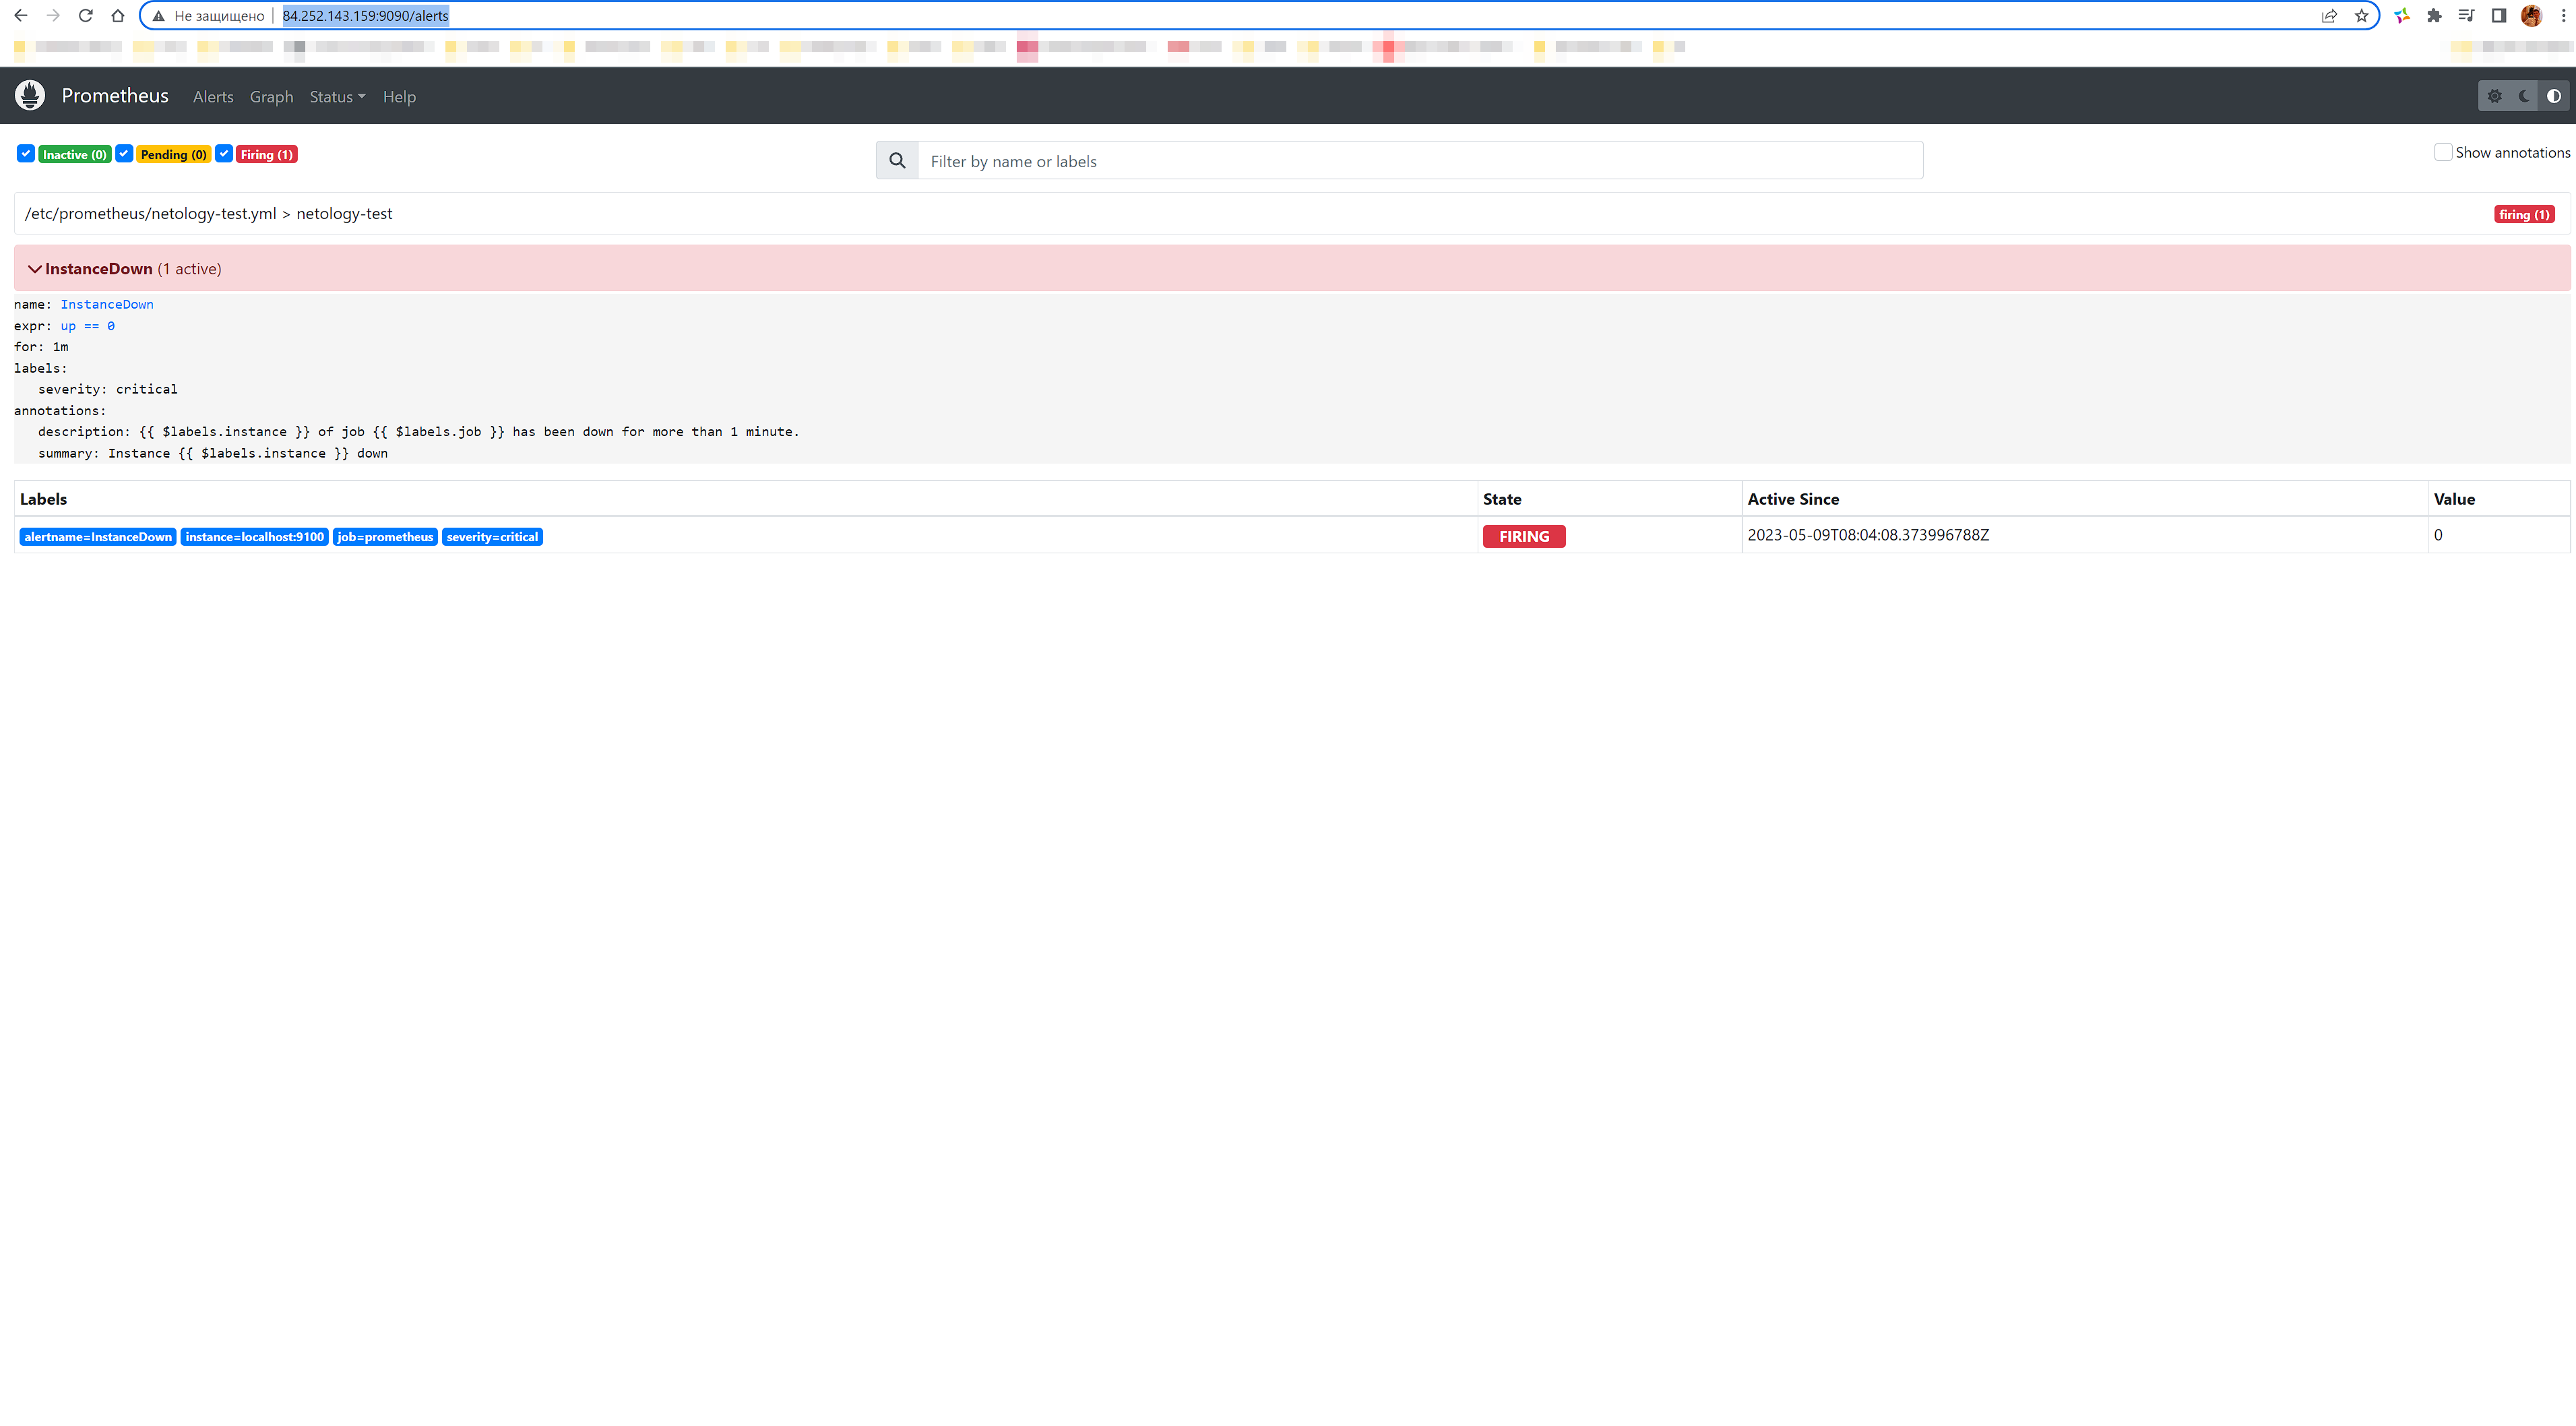 Не защищено 84.252.143.159:9090/alerts
Prometheus Alerts Graph Status Help
Inactive (0) Pending (0) Firing (1) Filter by name or labels Show annotations
/etc/prometheus/netology-test.yml > netology-test firing (1)
InstanceDown (1 active)
name: InstanceDown
expr: up == 0
for: 1m
labels:
severity: critical
annotations:
description: {{ $labels.instance }} of job {{ $labels.job }} has been down for more than 1 minute.
summary: Instance {{ $labels.instance }} down
Labels State Active Since Value
alertname=InstanceDown instance=localhost:9100 job=prometheus severity=critical FIRING 2023-05-09T08:04:08.373996788Z 0